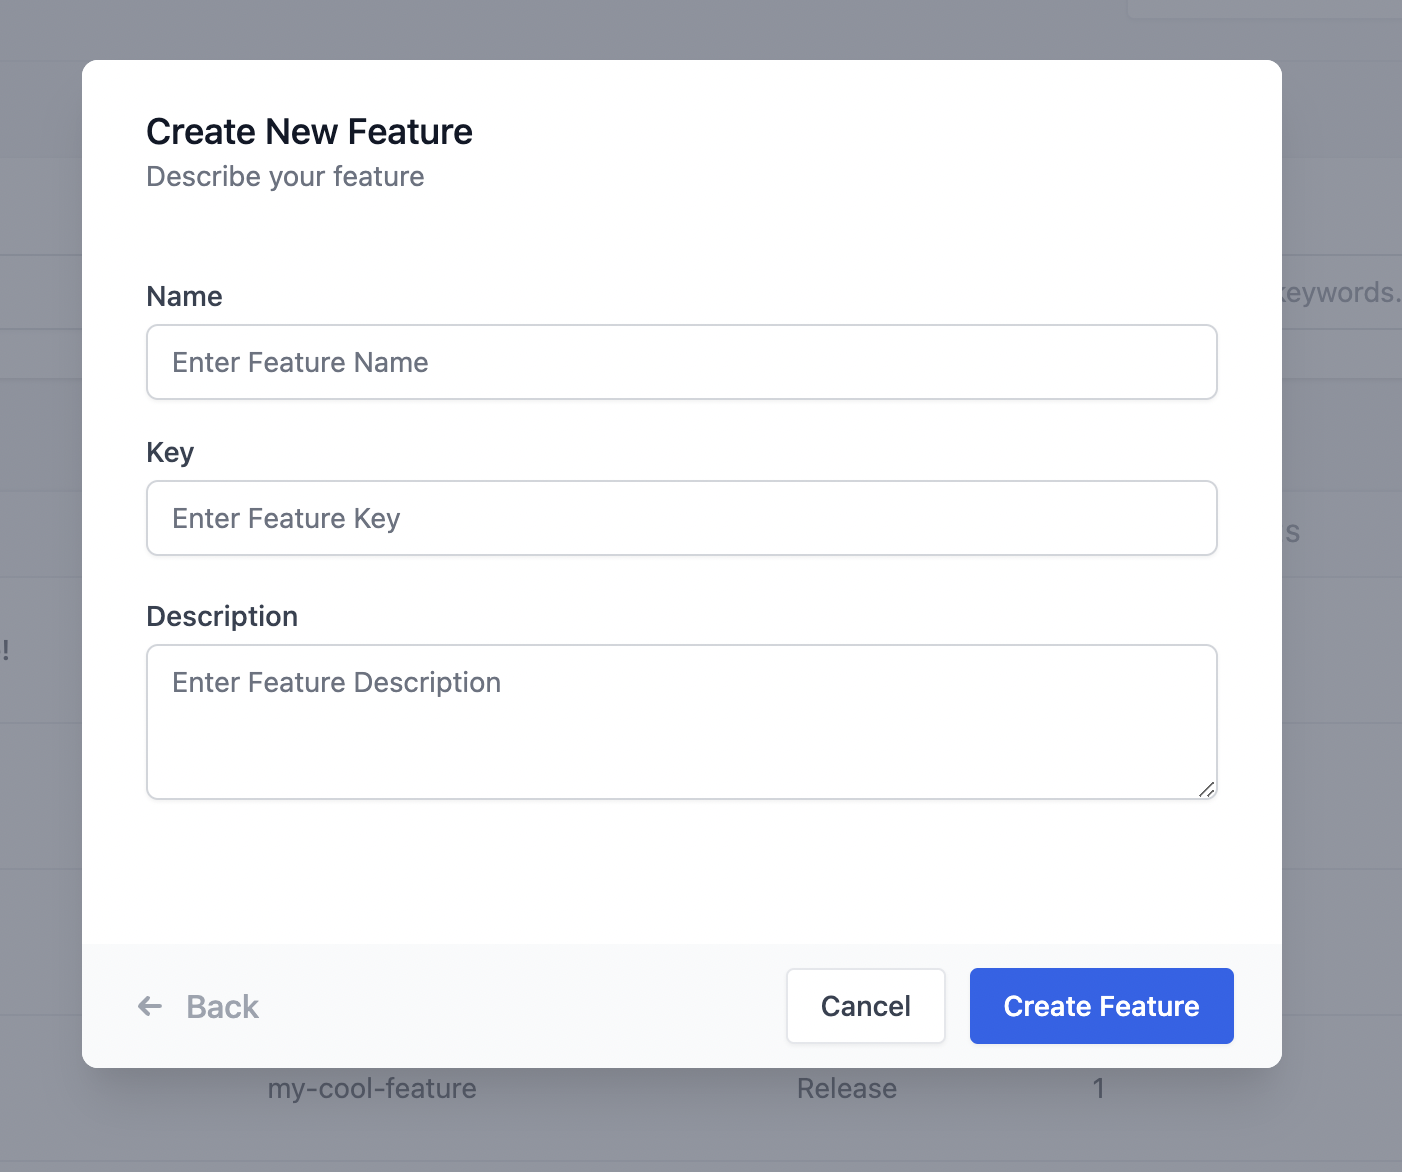 Create New Feature
Describe your feature
keywords.
Name
Enter Feature Name
Key
Enter Feature Key
s
Description
!
Enter Feature Description
Back
Cancel
Create Feature
my-cool-feature
Release
1